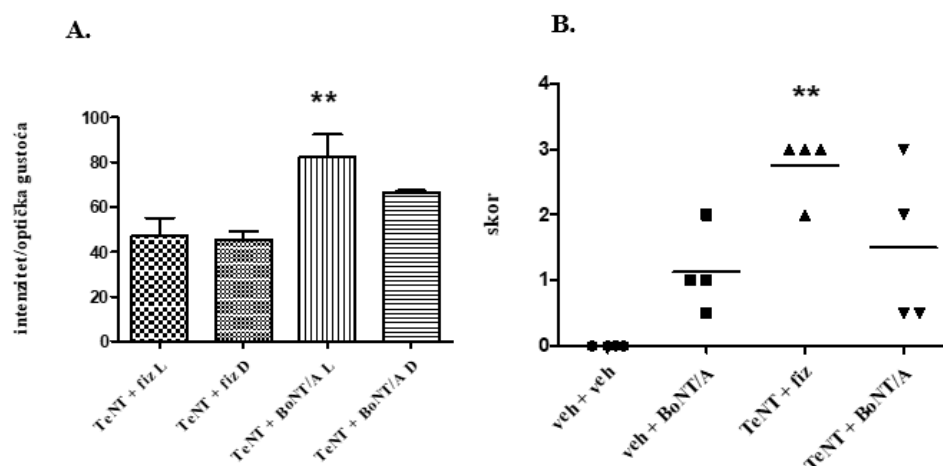 A.
intenzitet/optička gustoća
100
80
60
40
20
0
**
TeNT + fiz L
TeNT + fiz D
TeNT + BoNT/A L
TeNT + BoNT/A D
B.
skor
4
3
2
1
0
**
veh + veh
veh + BoNT/A
TeNT + fiz
TeNT + BoNT/A